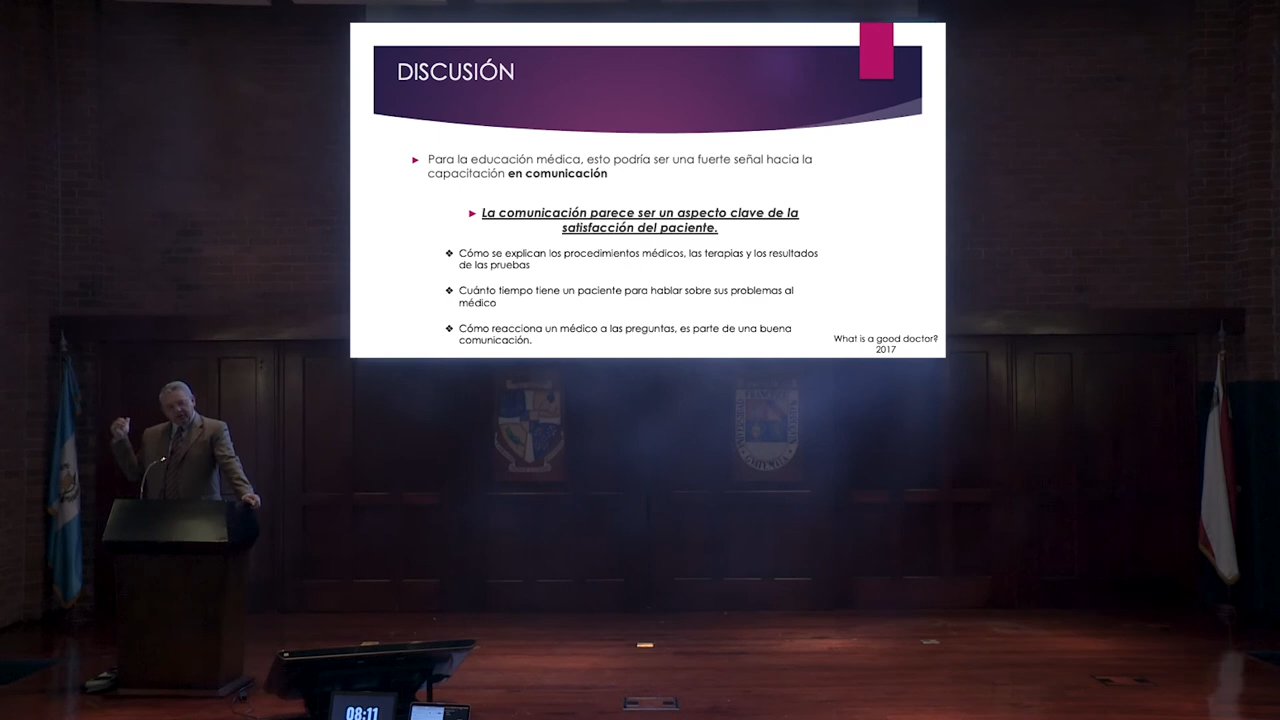 DISCUSIÓN
► Para la educación médica, esto podría ser una fuerte señal hacia la
capacitación en comunicación
► La comunicación parece ser un aspecto clave de la
satisfacción del paciente.
❖ Cómo se explican los procedimientos médicos, las terapias y los resultados
de las pruebas
❖ Cuánto tiempo tiene un paciente para hablar sobre sus problemas al
médico
❖ Cómo reacciona un médico a las preguntas, es parte de una buena
comunicación.
What is a good doctor?
2017
08:11